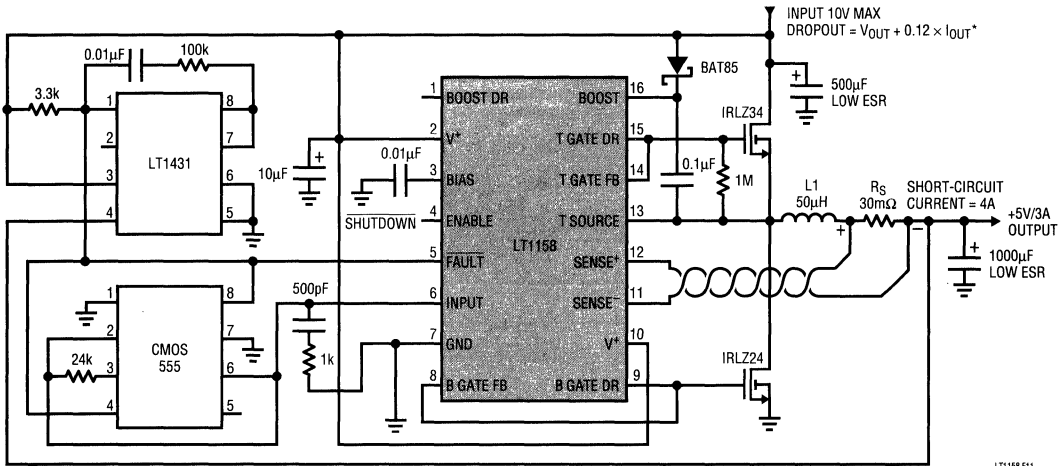 INPUT 10V MAX
DROPOUT = VOUT + 0.12 × IOUT*
0.01µF
100k
3.3k
1
2
3
4
8
7
6
5
LT1431
10µF
+
0.01µF
SHUTDOWN
1 BOOST DR
2 V+
3 BIAS
4 ENABLE
5 FAULT
6 INPUT
7 GND
8 B GATE FB
LT1158
BOOST 16
T GATE DR 15
T GATE FB 14
T SOURCE 13
SENSE+ 12
SENSE– 11
V+ 10
B GATE DR 9
BAT85
+
500µF
LOW ESR
IRLZ34
0.1µF
1M
L1
50µH
+
RS
30mΩ
–
SHORT-CIRCUIT
CURRENT = 4A
+5V/3A
OUTPUT
+
1000µF
LOW ESR
IRLZ24
500pF
1k
1
2
3
4
8
7
6
5
24k
CMOS
555
LT1158 F11